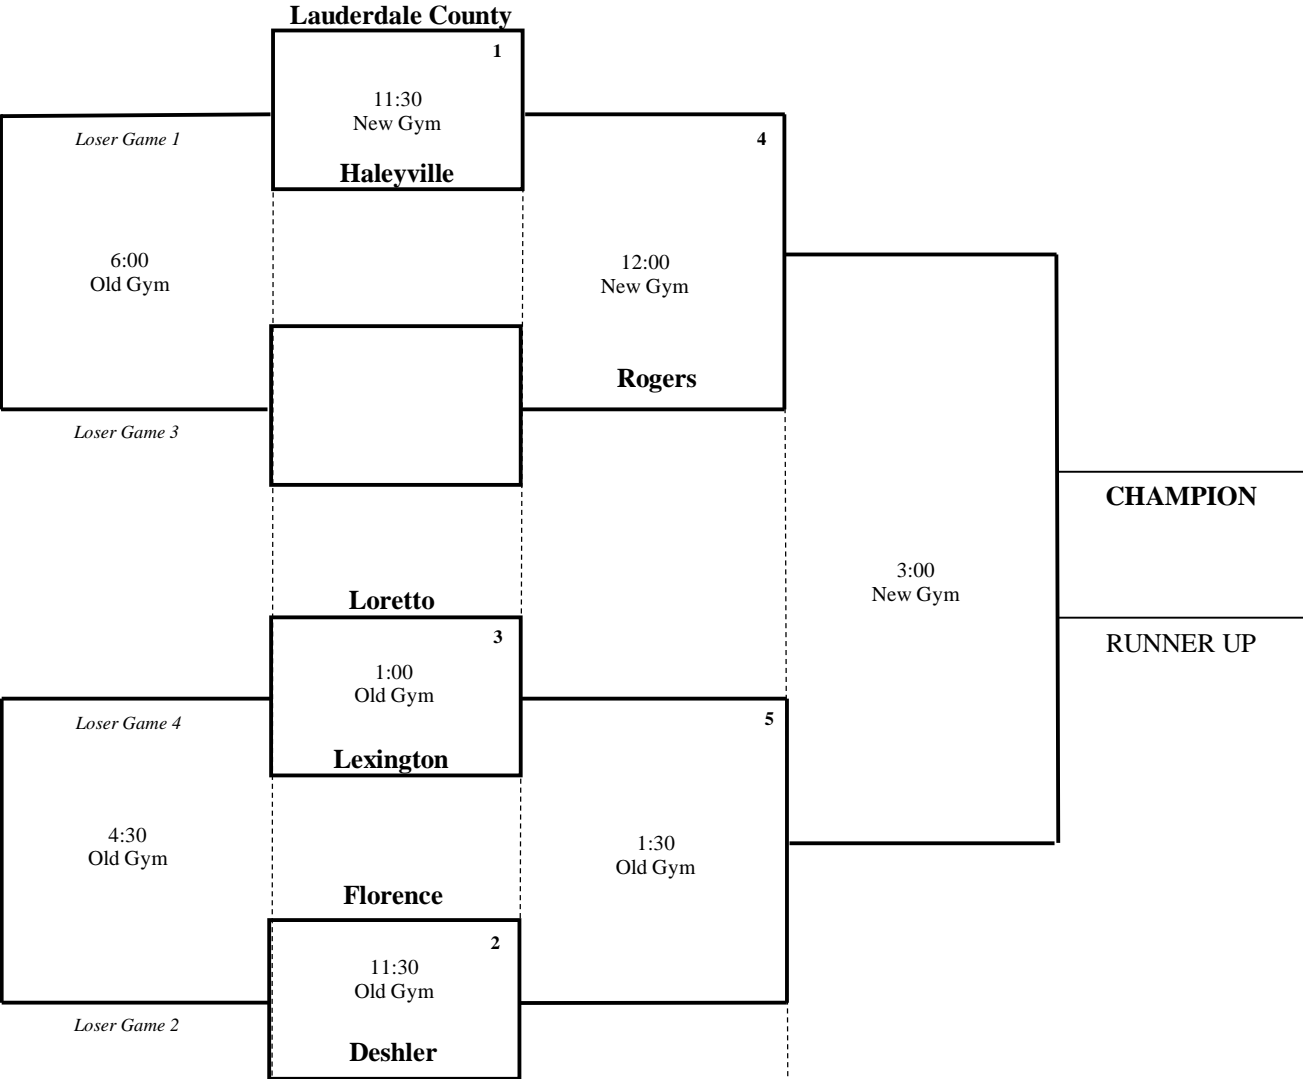 Lauderdale County
1
11:30
New Gym
Loser Game 1
4
Haleyville
6:00
Old Gym
12:00
New Gym
Rogers
Loser Game 3
CHAMPION
3:00
New Gym
Loretto
3
RUNNER UP
1:00
Old Gym
Loser Game 4
5
Lexington
4:30
Old Gym
1:30
Old Gym
Florence
2
11:30
Old Gym
Loser Game 2
Deshler